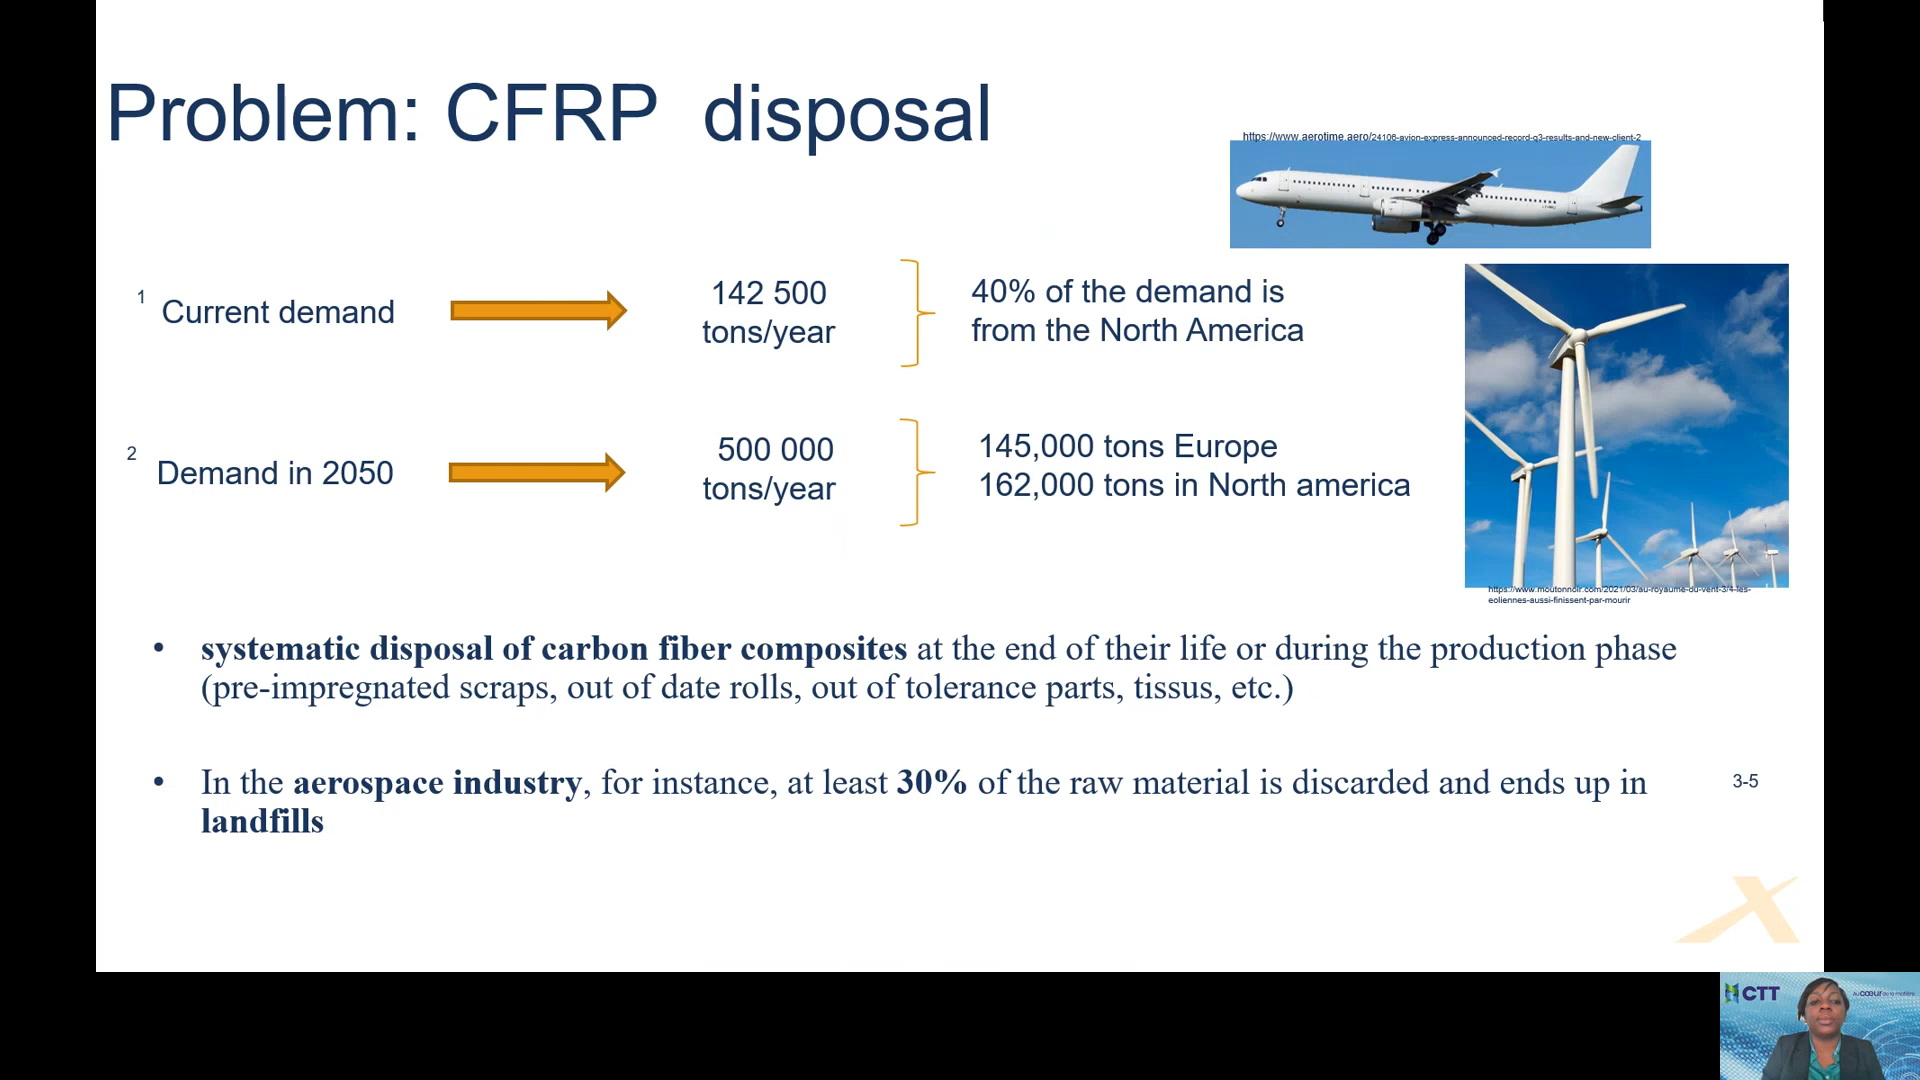 Problem: CFRP  disposal
https://www.aerotime.aero/24106-avion-express-announced-record-q3-results-and-new-client-2
1
Current demand
142 500
tons/year
40% of the demand is
from the North America
2
Demand in 2050
500 000
tons/year
145,000 tons Europe
162,000 tons in North america
https://www.moutonnoir.com/2021/03/au-royaume-du-vent-3/4-les-
eoliennes-aussi-finissent-par-mourir
• systematic disposal of carbon fiber composites at the end of their life or during the production phase
(pre-impregnated scraps, out of date rolls, out of tolerance parts, tissus, etc.)
• In the aerospace industry, for instance, at least 30% of the raw material is discarded and ends up in
landfills
3-5
CTT
Au COEUR de la matière